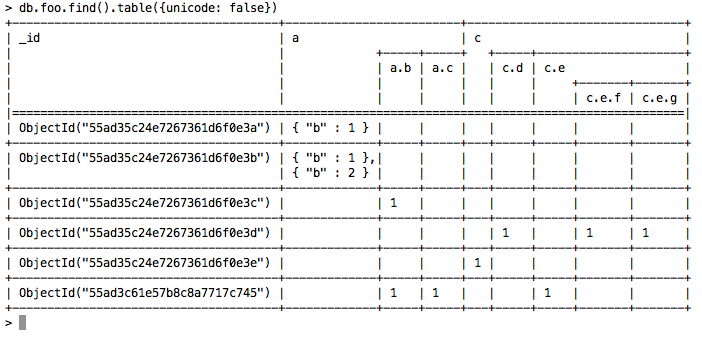 > db.foo.find().table({unicode: false})
_id a c
a.b a.c c.d c.e
c.e.f c.e.g
ObjectId("55ad35c24e7267361d6f0e3a") { "b" : 1 }
ObjectId("55ad35c24e7267361d6f0e3b") { "b" : 1 },
{ "b" : 2 }
ObjectId("55ad35c24e7267361d6f0e3c") 1
ObjectId("55ad35c24e7267361d6f0e3d") 1 1 1
ObjectId("55ad35c24e7267361d6f0e3e") 1
ObjectId("55ad3c61e57b8c8a7717c745") 1 1 1
>